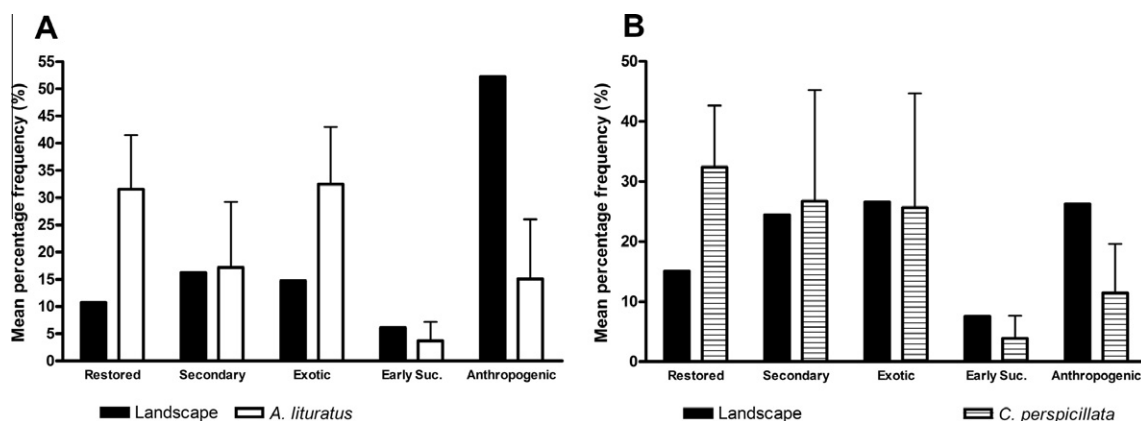 A
Mean percentage frequency (%)
55
50
45
40
35
30
25
20
15
10
5
0
Restored Secondary Exotic Early Suc. Anthropogenic
Landscape A. lituratus
B
Mean percentage frequency (%)
50
40
30
20
10
0
Restored Secondary Exotic Early Suc. Anthropogenic
Landscape C. perspicillata